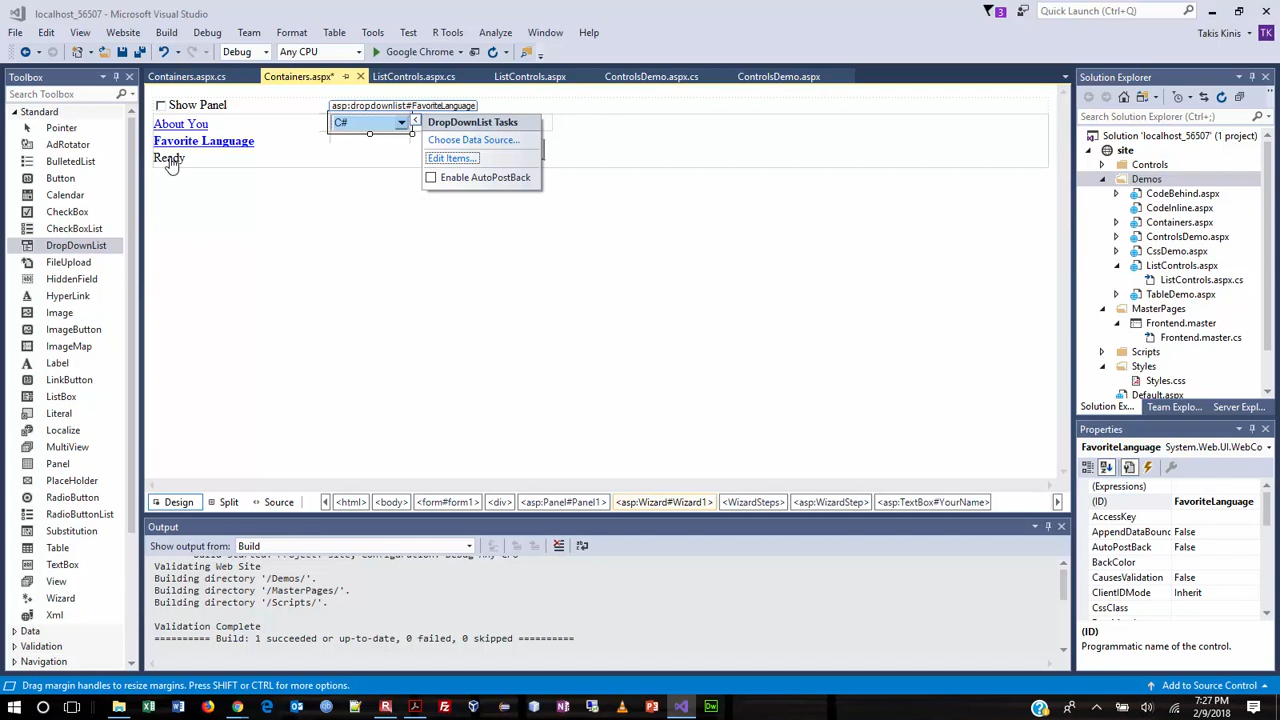 localhost_56507 - Microsoft Visual Studio
3
Quick Launch (Ctrl+Q)
File Edit View Website Build Debug Team Format Table Tools Test R Tools Analyze Window Help
Takis Kinis TK
Debug Any CPU Google Chrome
Toolbox
Search Toolbox
Standard
Pointer
AdRotator
BulletedList
Button
Calendar
CheckBox
CheckBoxList
DropDownList
FileUpload
HiddenField
HyperLink
Image
ImageButton
ImageMap
Label
LinkButton
ListBox
Literal
Localize
MultiView
Panel
PlaceHolder
RadioButton
RadioButtonList
Substitution
Table
TextBox
View
Wizard
Xml
Data
Validation
Navigation
Containers.aspx.cs Containers.aspx* ListControls.aspx.cs ListControls.aspx ControlsDemo.aspx.cs ControlsDemo.aspx
Show Panel
asp:dropdownlist#FavoriteLanguage
About You
C#
Favorite Language
Ready
DropDownList Tasks
Choose Data Source...
Edit Items...
Enable AutoPostBack
Design Split Source <html> <body> <form#form1> <div> <asp:Panel#Panel1> <asp:Wizard#Wizard1> <WizardSteps> <asp:WizardStep> <asp:TextBox#YourName>
Output
Show output from: Build
Validating Web Site
Building directory '/Demos/'.
Building directory '/MasterPages/'.
Building directory '/Scripts/'.
Validation Complete
========== Build: 1 succeeded or up-to-date, 0 failed, 0 skipped ==========
Solution Explorer
Search Solution Explorer (Ctrl+;)
Solution 'localhost_56507' (1 project)
site
Controls
Demos
CodeBehind.aspx
CodeInline.aspx
Containers.aspx
ControlsDemo.aspx
CssDemo.aspx
ListControls.aspx
ListControls.aspx.cs
TableDemo.aspx
MasterPages
Frontend.master
Frontend.master.cs
Scripts
Styles
Styles.css
Default.aspx
Solution Ex... Team Explo... Server Expl...
Properties
FavoriteLanguage System.Web.UI.WebCo
(Expressions)
(ID) FavoriteLanguage
AccessKey
AppendDataBoun False
AutoPostBack False
BackColor
CausesValidation False
ClientIDMode Inherit
CssClass
(ID)
Programmatic name of the control.
Drag margin handles to resize margins. Press SHIFT or CTRL for more options.
Add to Source Control
7:27 PM
2/9/2018